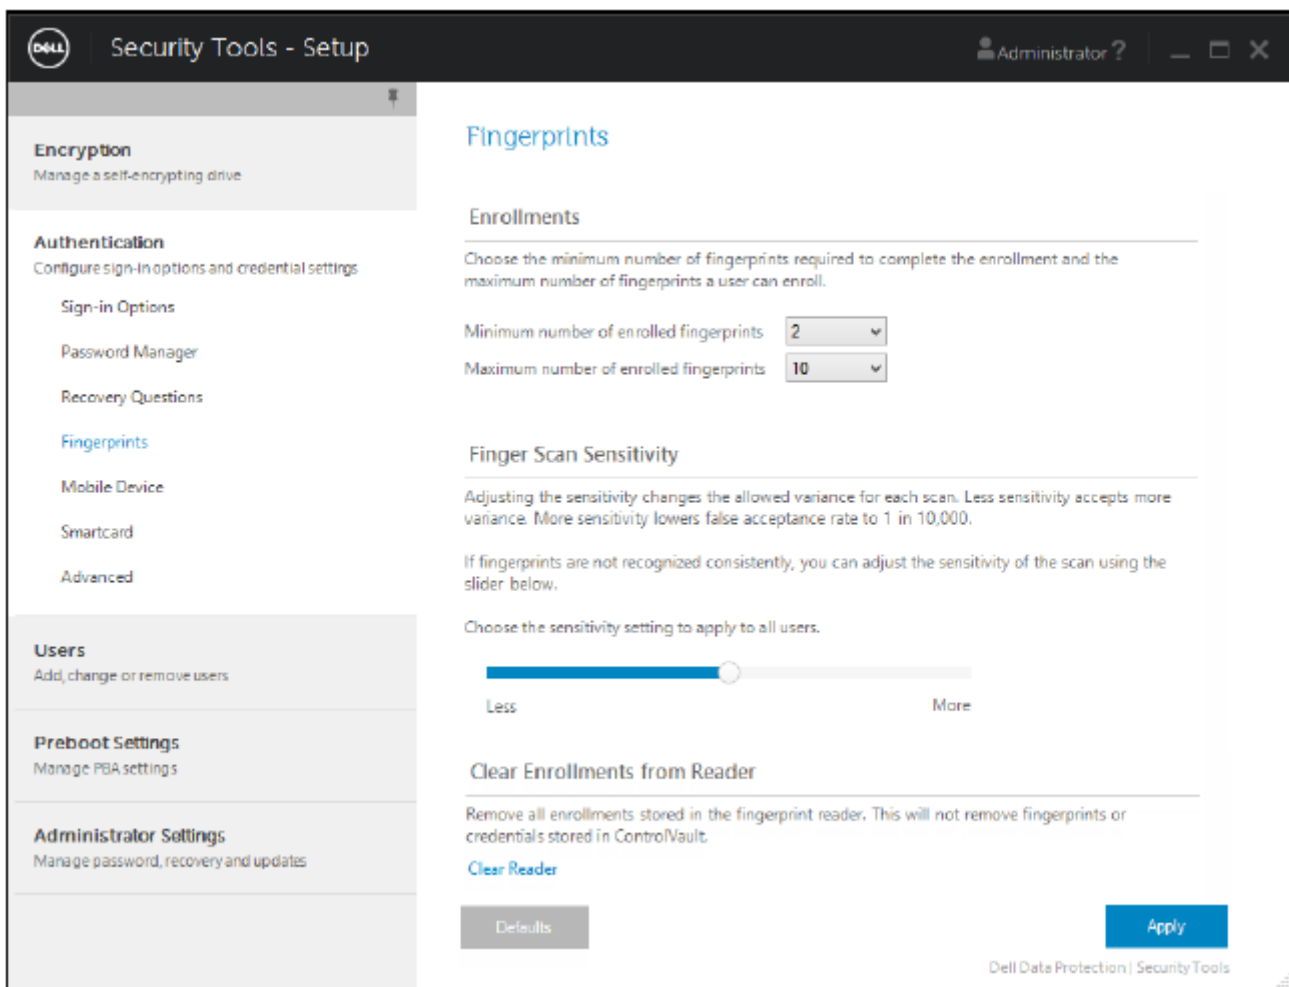 DELL
Security Tools - Setup
Administrator ?
Encryption
Manage a self-encrypting drive
Authentication
Configure sign-in options and credential settings
Sign-in Options
Password Manager
Recovery Questions
Fingerprints
Mobile Device
Smartcard
Advanced
Users
Add, change or remove users
Preboot Settings
Manage PBA settings
Administrator Settings
Manage password, recovery and updates
Fingerprints
Enrollments
Choose the minimum number of fingerprints required to complete the enrollment and the
maximum number of fingerprints a user can enroll.
Minimum number of enrolled fingerprints 2
Maximum number of enrolled fingerprints 10
Finger Scan Sensitivity
Adjusting the sensitivity changes the allowed variance for each scan. Less sensitivity accepts more
variance. More sensitivity lowers false acceptance rate to 1 in 10,000.
If fingerprints are not recognized consistently, you can adjust the sensitivity of the scan using the
slider below.
Choose the sensitivity setting to apply to all users.
Less More
Clear Enrollments from Reader
Remove all enrollments stored in the fingerprint reader. This will not remove fingerprints or
credentials stored in ControlVault.
Clear Reader
Defaults Apply
Dell Data Protection | Security Tools